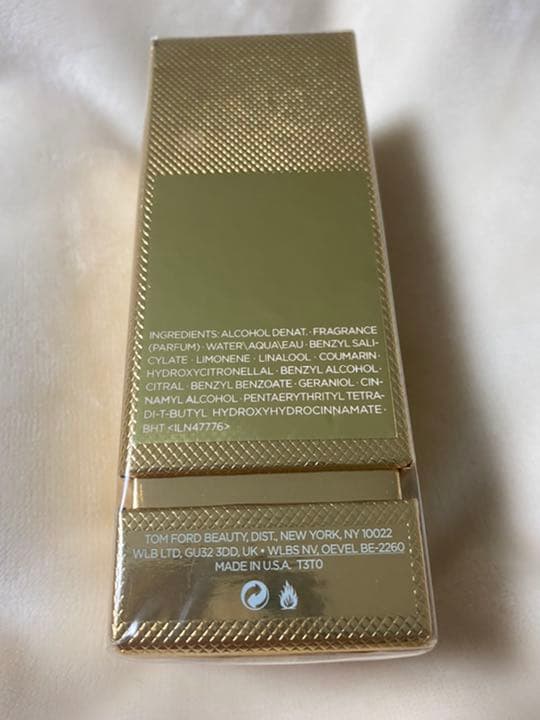 INGREDIENTS: ALCOHOL DENAT. · FRAGRANCE
(PARFUM) · WATER\AQUA\EAU · BENZYL SALI-
CYLATE · LIMONENE · LINALOOL · COUMARIN ·
HYDROXYCITRONELLAL · BENZYL ALCOHOL ·
CITRAL · BENZYL BENZOATE · GERANIOL · CIN-
NAMYL ALCOHOL · PENTAERYTHRITYL TETRA-
DI-T-BUTYL HYDROXYHYDROCINNAMATE ·
BHT <ILN47776>
TOM FORD BEAUTY, DIST., NEW YORK, NY 10022
WLB LTD, GU32 3DD, UK • WLBS NV, OEVEL BE-2260
MADE IN U.S.A. T3T0